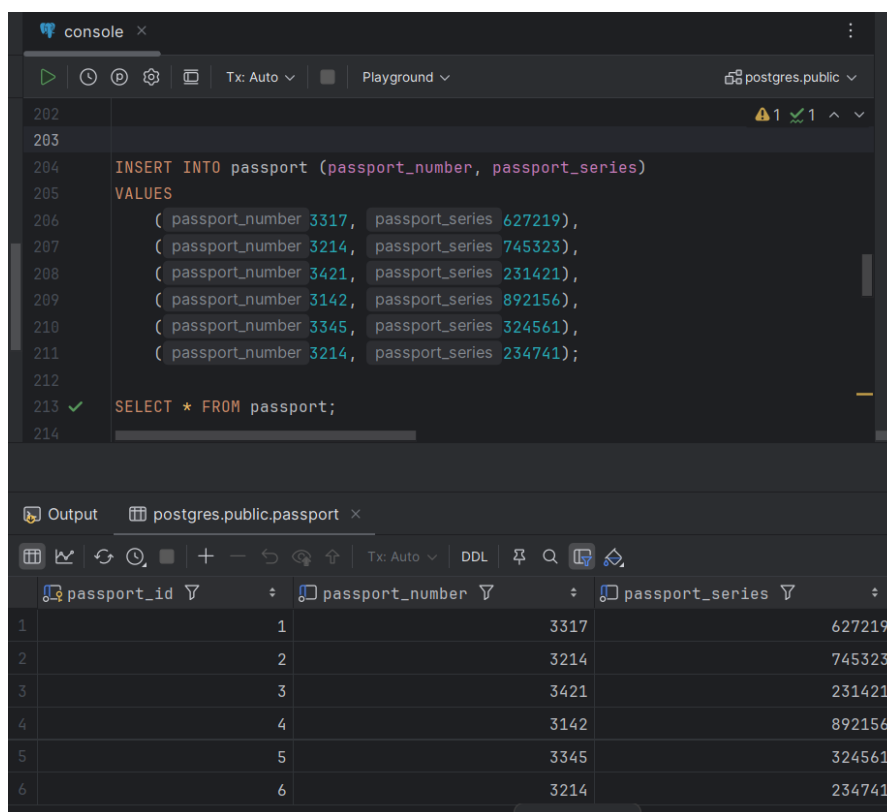 console
Tx: Auto Playground postgres.public
202 1 1
203
204 INSERT INTO passport (passport_number, passport_series)
205 VALUES
206 ( passport_number 3317, passport_series 627219),
207 ( passport_number 3214, passport_series 745323),
208 ( passport_number 3421, passport_series 231421),
209 ( passport_number 3142, passport_series 892156),
210 ( passport_number 3345, passport_series 324561),
211 ( passport_number 3214, passport_series 234741);
212
213 SELECT * FROM passport;
214
Output postgres.public.passport
Tx: Auto DDL
passport_id passport_number passport_series
1 1 3317 627219
2 2 3214 745323
3 3 3421 231421
4 4 3142 892156
5 5 3345 324561
6 6 3214 234741